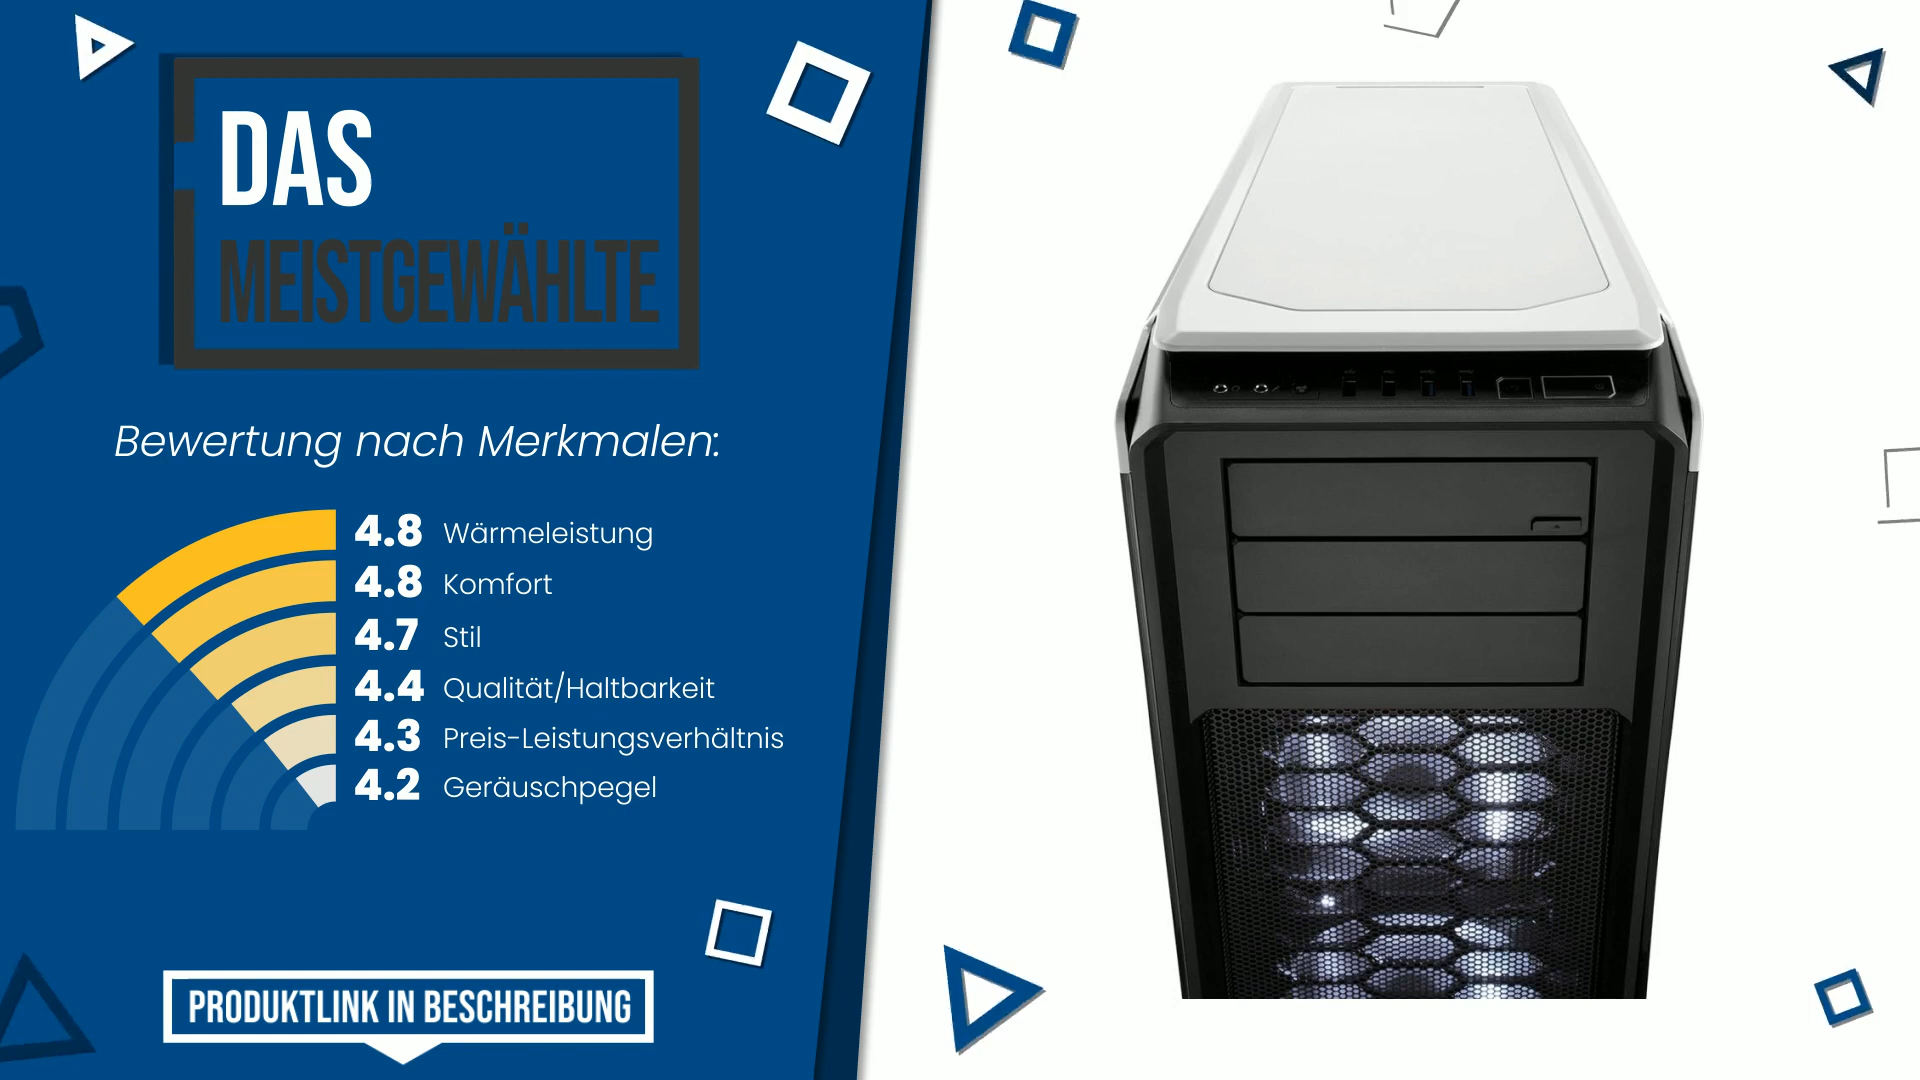 DAS
MEISTGEWÄHLTE
Bewertung nach Merkmalen:
4.8 Wärmeleistung
4.8 Komfort
4.7 Stil
4.4 Qualität/Haltbarkeit
4.3 Preis-Leistungsverhältnis
4.2 Geräuschpegel
PRODUKTLINK IN BESCHREIBUNG